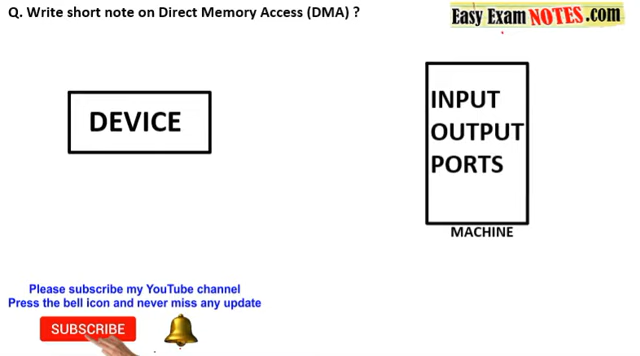 Q. Write short note on Direct Memory Access (DMA) ?
Easy Exam NOTES.com
DEVICE
INPUT
OUTPUT
PORTS
MACHINE
Please subscribe my YouTube channel
Press the bell icon and never miss any update
SUBSCRIBE